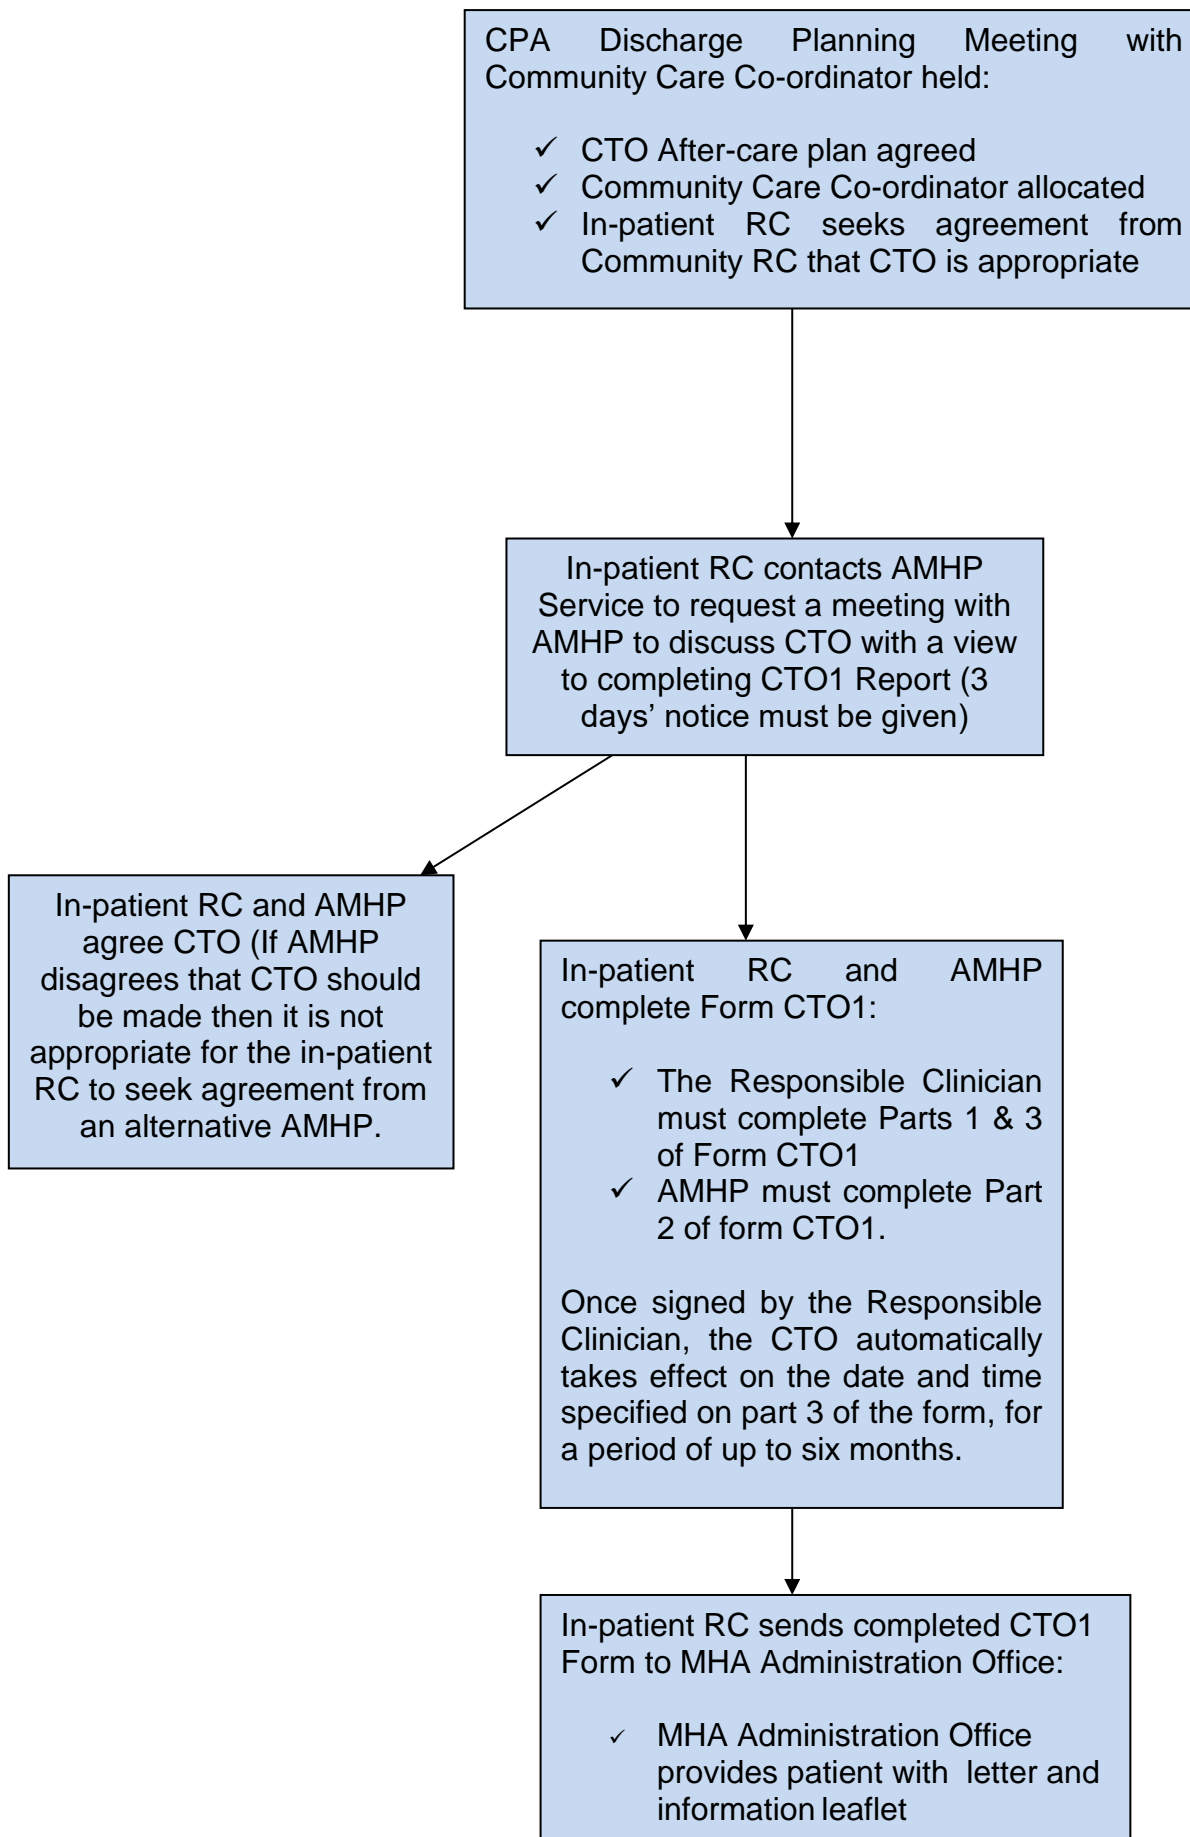 CPA Discharge Planning Meeting with
Community Care Co-ordinator held:
✓ CTO After-care plan agreed
✓ Community Care Co-ordinator allocated
✓ In-patient RC seeks agreement from
Community RC that CTO is appropriate
In-patient RC contacts AMHP
Service to request a meeting with
AMHP to discuss CTO with a view
to completing CTO1 Report (3
days’ notice must be given)
In-patient RC and AMHP
agree CTO (If AMHP
disagrees that CTO should
be made then it is not
appropriate for the in-patient
RC to seek agreement from
an alternative AMHP.
In-patient RC and AMHP
complete Form CTO1:
✓ The Responsible Clinician
must complete Parts 1 & 3
of Form CTO1
✓ AMHP must complete Part
2 of form CTO1.
Once signed by the Responsible
Clinician, the CTO automatically
takes effect on the date and time
specified on part 3 of the form, for
a period of up to six months.
In-patient RC sends completed CTO1
Form to MHA Administration Office:
✓ MHA Administration Office
provides patient with letter and
information leaflet